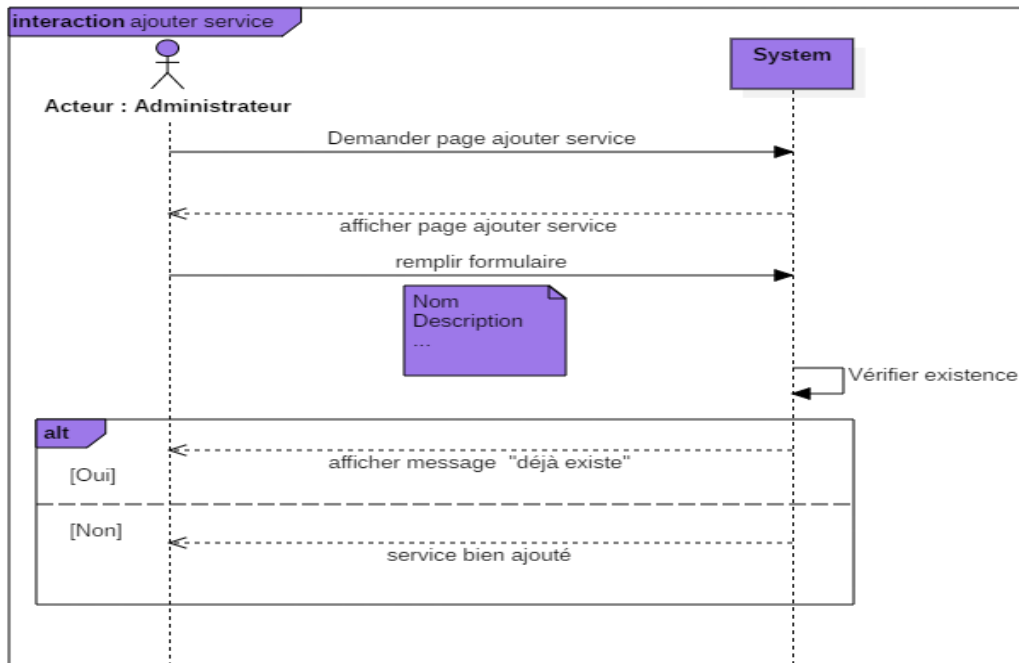 interaction ajouter service
System
Acteur : Administrateur
Demander page ajouter service
afficher page ajouter service
remplir formulaire
Nom
Description
...
Vérifier existence
alt
afficher message "déjà existe"
[Oui]
[Non]
service bien ajouté